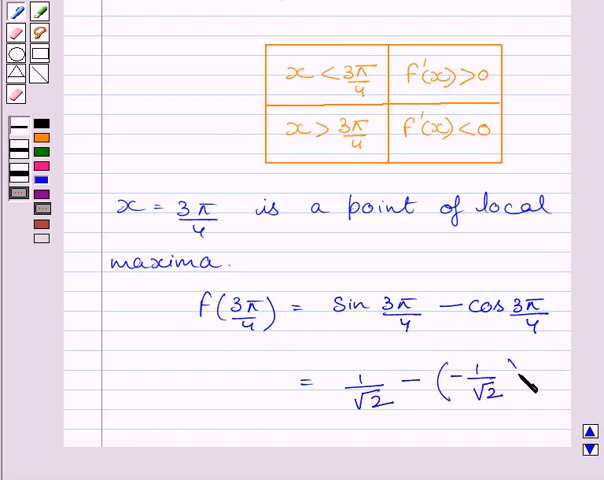 x < 3π/4 f'(x) > 0
x > 3π/4 f'(x) < 0
x = 3π/4 is a point of local
maxima.
f(3π/4) = sin 3π/4 − cos 3π/4
= 1/√2 − (−1/√2)